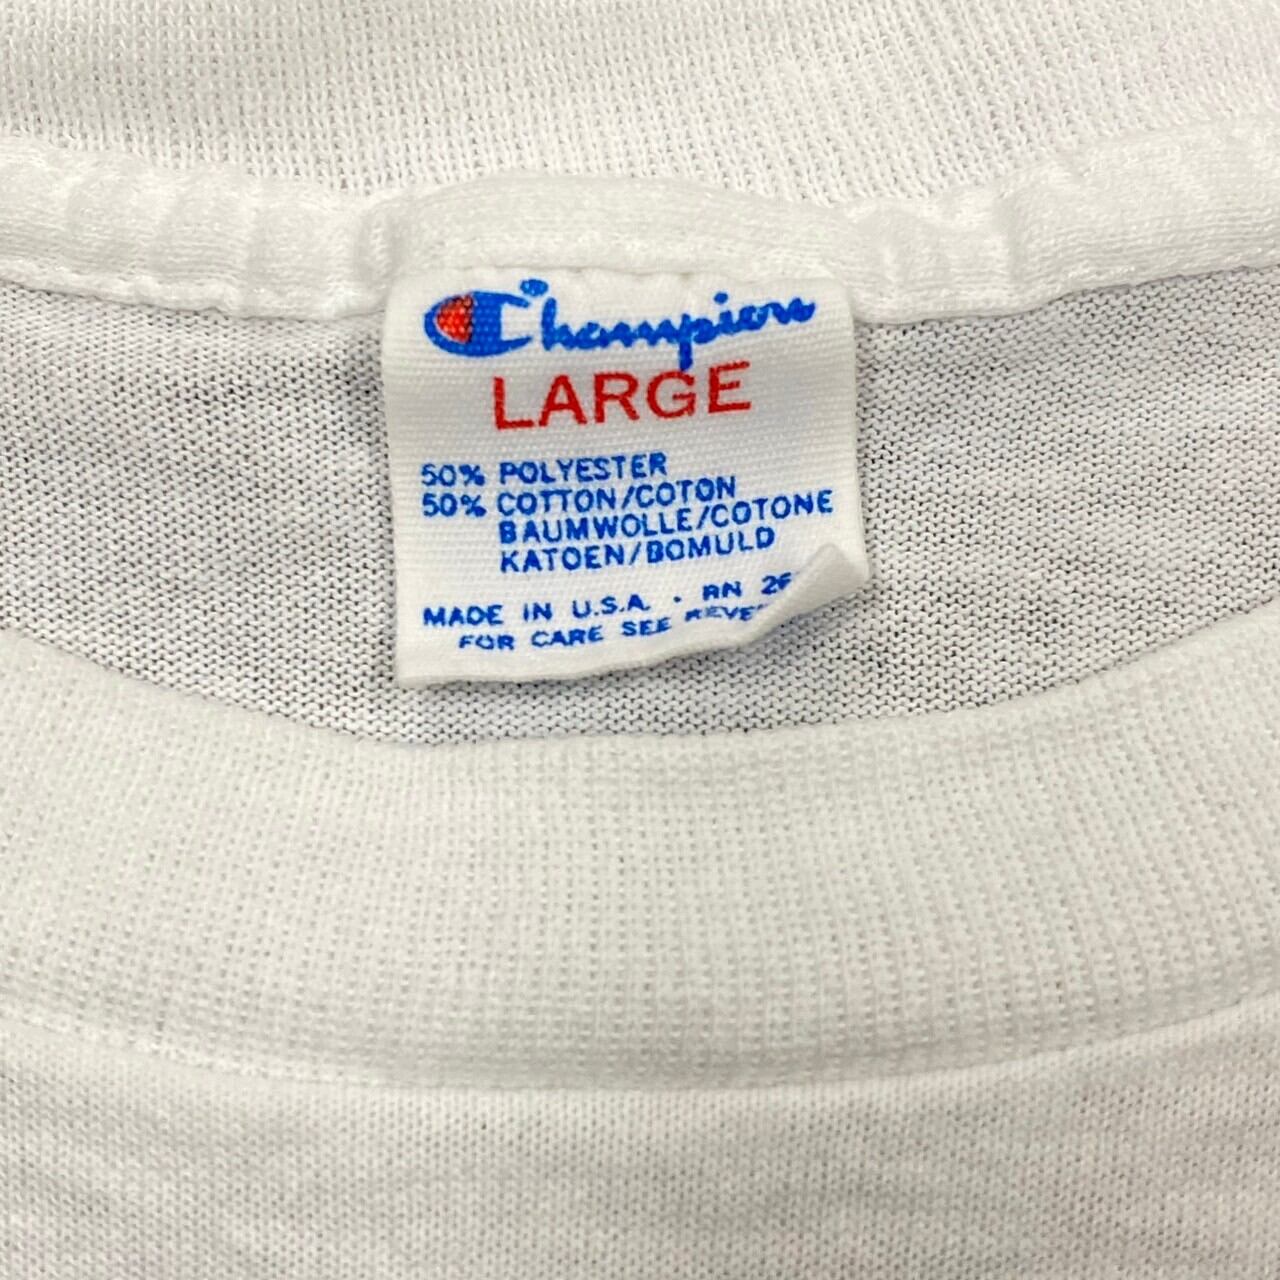 Champion
LARGE
50% POLYESTER
50% COTTON/COTON
BAUMWOLLE/COTONE
KATOEN/BOMULD
MADE IN U.S.A. • RN
FOR CARE SEE